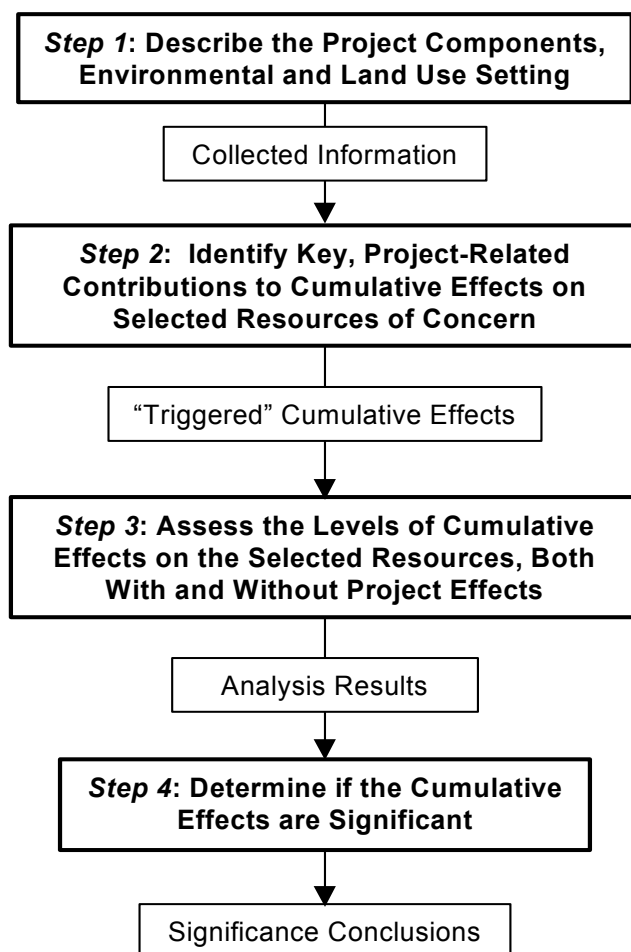 Step 1: Describe the Project Components,
Environmental and Land Use Setting
Collected Information
Step 2:  Identify Key, Project-Related
Contributions to Cumulative Effects on
Selected Resources of Concern
“Triggered” Cumulative Effects
Step 3: Assess the Levels of Cumulative
Effects on the Selected Resources, Both
With and Without Project Effects
Analysis Results
Step 4: Determine if the Cumulative
Effects are Significant
Significance Conclusions